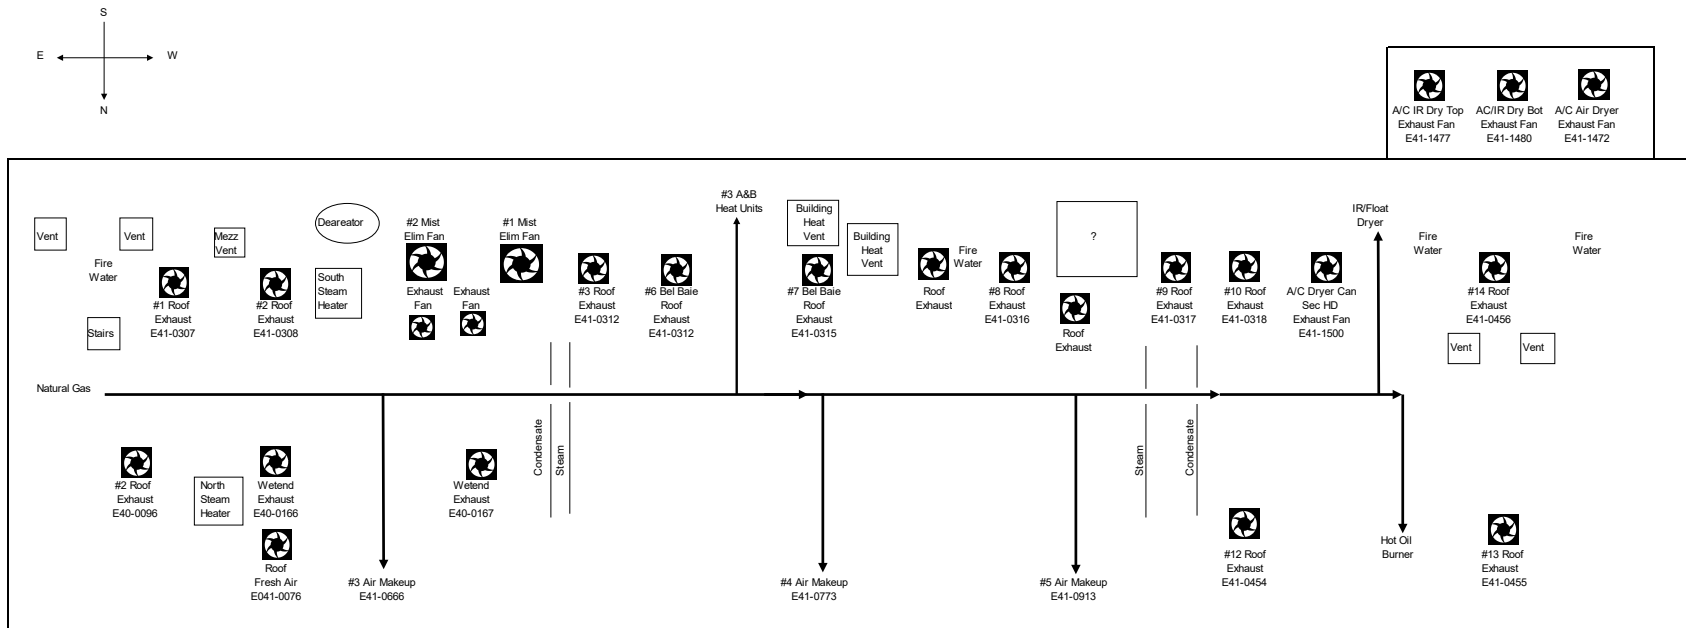 S
E
W
N
A/C IR Dry Top
Exhaust Fan
E41-1477
AC/IR Dry Bot
Exhaust Fan
E41-1480
A/C Air Dryer
Exhaust Fan
E41-1472
Vent
Vent
Fire
Water
Mezz
Vent
Deareator
#2 Mist
Elim Fan
#1 Mist
Elim Fan
#3 A&B
Heat Units
Building
Heat
Vent
Building
Heat
Vent
Fire
Water
?
IR/Float
Dryer
Fire
Water
Fire
Water
Stairs
#1 Roof
Exhaust
E41-0307
#2 Roof
Exhaust
E41-0308
South
Steam
Heater
Exhaust
Fan
Exhaust
Fan
#3 Roof
Exhaust
E41-0312
#6 Bel Baie
Roof
Exhaust
E41-0312
#7 Bel Baie
Roof
Exhaust
E41-0315
Roof
Exhaust
#8 Roof
Exhaust
E41-0316
Roof
Exhaust
#9 Roof
Exhaust
E41-0317
#10 Roof
Exhaust
E41-0318
A/C Dryer Can
Sec HD
Exhaust Fan
E41-1500
#14 Roof
Exhaust
E41-0456
Vent
Vent
Natural Gas
Condensate
Steam
Steam
Condensate
#2 Roof
Exhaust
E40-0096
North
Steam
Heater
Wetend
Exhaust
E40-0166
Wetend
Exhaust
E40-0167
Roof
Fresh Air
E041-0076
#3 Air Makeup
E41-0666
#4 Air Makeup
E41-0773
#5 Air Makeup
E41-0913
#12 Roof
Exhaust
E41-0454
Hot Oil
Burner
#13 Roof
Exhaust
E41-0455